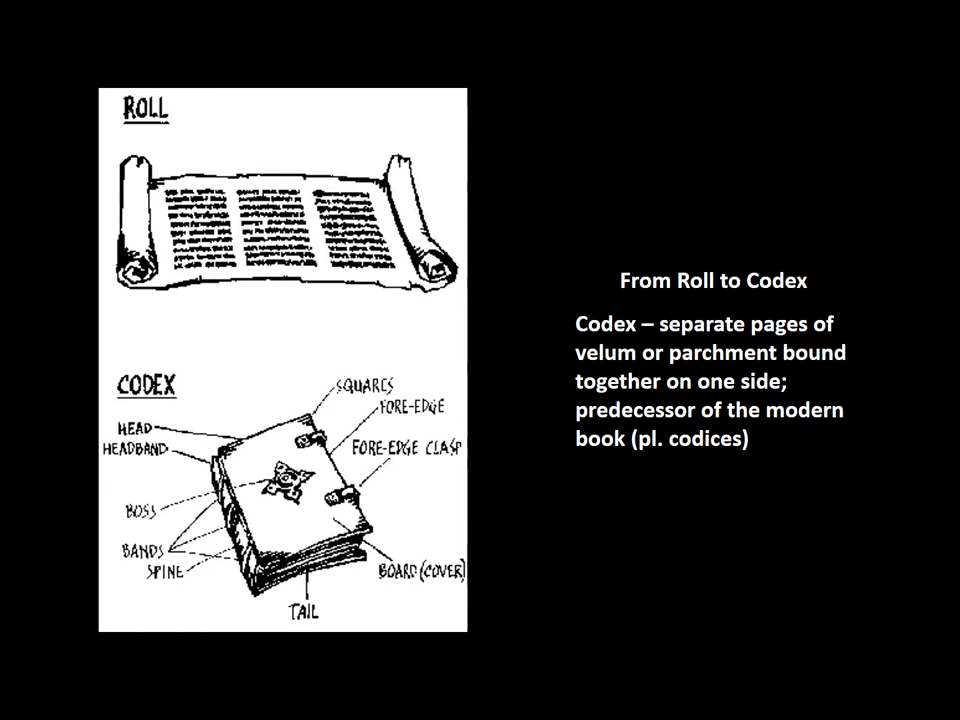 ROLL
CODEX
SQUARES
FORE-EDGE
HEAD
HEADBAND
FORE-EDGE CLASP
BOSS
BANDS
SPINE
BOARD (COVER)
TAIL
From Roll to Codex
Codex – separate pages of
velum or parchment bound
together on one side;
predecessor of the modern
book (pl. codices)